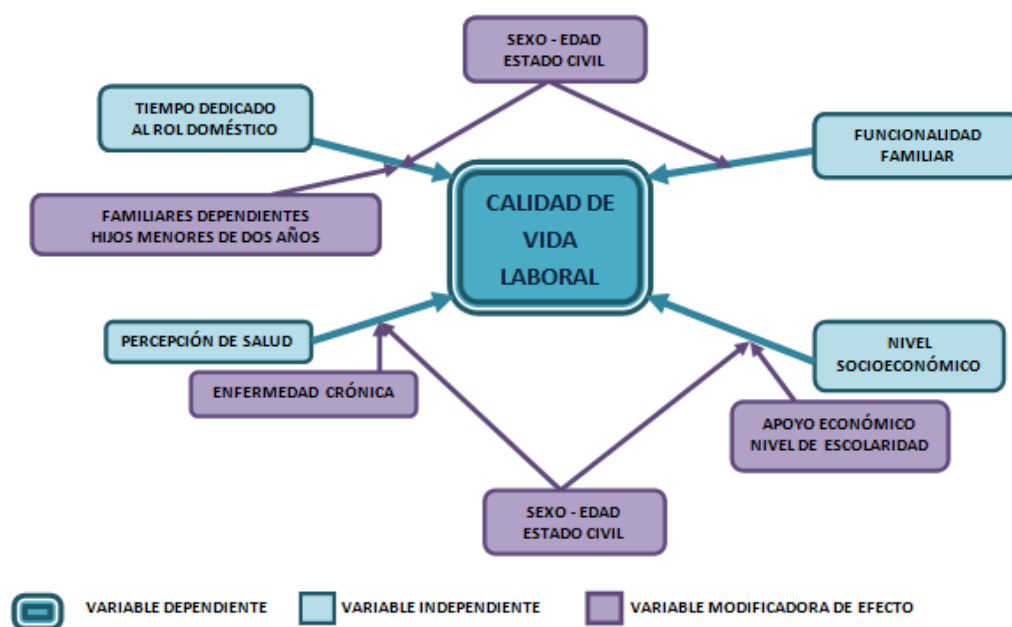 SEXO - EDAD
ESTADO CIVIL
TIEMPO DEDICADO
AL ROL DOMÉSTICO
FUNCIONALIDAD
FAMILIAR
FAMILIARES DEPENDIENTES
HIJOS MENORES DE DOS AÑOS
CALIDAD DE
VIDA
LABORAL
PERCEPCIÓN DE SALUD
NIVEL
SOCIOECONÓMICO
ENFERMEDAD CRÓNICA
APOYO ECONÓMICO
NIVEL DE ESCOLARIDAD
SEXO - EDAD
ESTADO CIVIL
VARIABLE DEPENDIENTE
VARIABLE INDEPENDIENTE
VARIABLE MODIFICADORA DE EFECTO